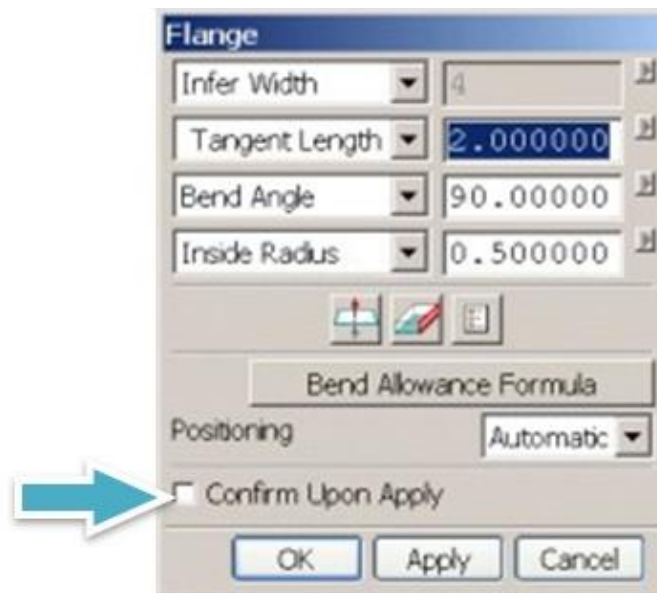 Flange
Infer Width 4
Tangent Length 2.000000
Bend Angle 90.00000
Inside Radius 0.500000
Bend Allowance Formula
Positioning Automatic
Confirm Upon Apply
OK Apply Cancel